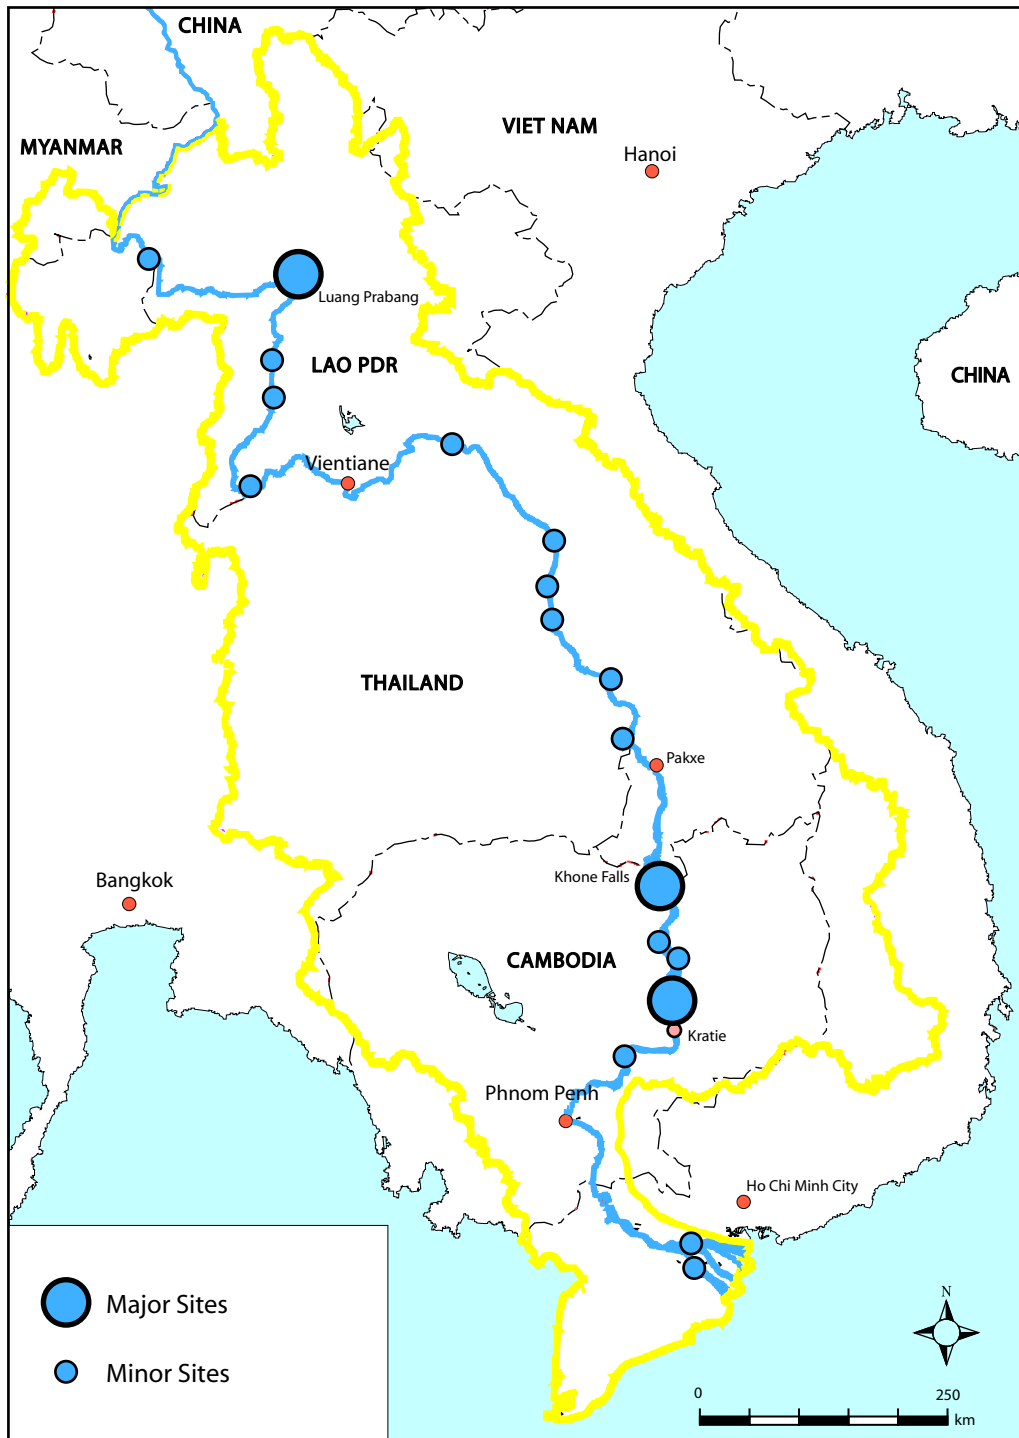 CHINA
VIET NAM
MYANMAR
Hanoi
Luang Prabang
LAO PDR
CHINA
Vientiane
THAILAND
Pakxe
Khone Falls
Bangkok
CAMBODIA
Kratie
Phnom Penh
Ho Chi Minh City
N
Major Sites
Minor Sites
0 250
km